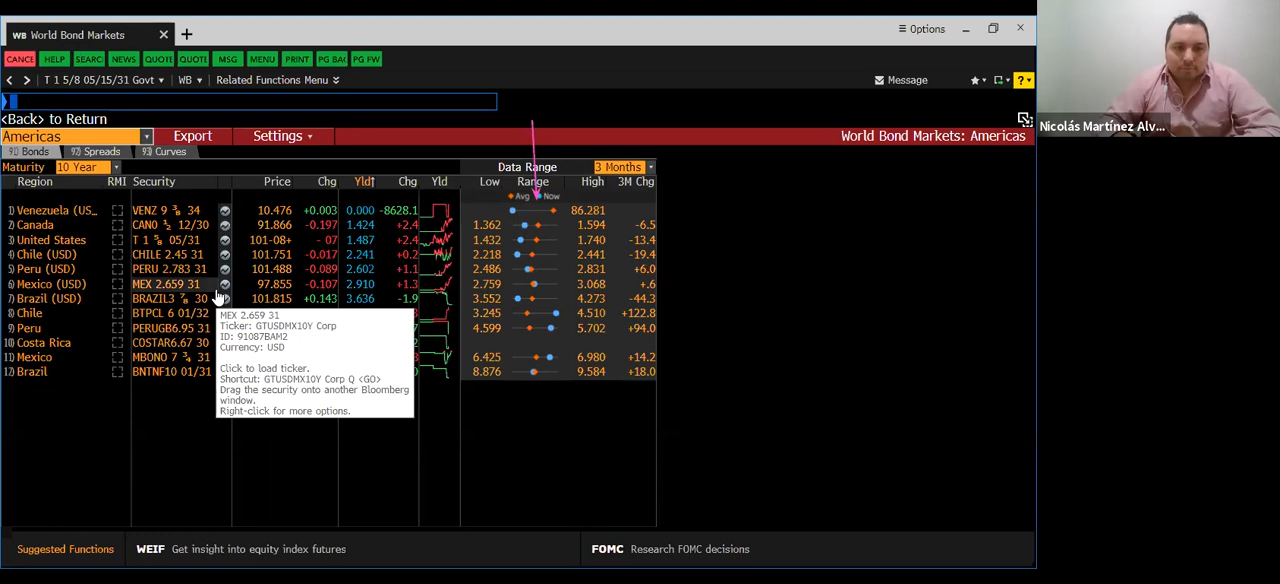 WB World Bond Markets
Options
CANCE HELP SEARC NEWS QUOTE QUOTE MSG MENU PRINT PG BAC PG FW
T 1 5/8 05/15/31 Govt WB Related Functions Menu Message
<Back> to Return
Americas Export Settings World Bond Markets: Americas
91) Bonds 92) Spreads 93) Curves
Maturity 10 Year Data Range 3 Months
Region RMI Security Price Chg Yld↑ Chg Yld Low Range High 3M Chg
Avg Now
1) Venezuela (US... VENZ 9 ³⁄₈ 34 10.476 +0.003 0.000 -8628.1 86.281
2) Canada CANO ½ 12/30 91.866 -0.197 1.424 +2.4 1.362 1.594 -6.5
3) United States T 1 ⁵⁄₈ 05/31 101-08+ - 07 1.487 +2.4 1.432 1.740 -13.4
4) Chile (USD) CHILE 2.45 31 101.751 -0.017 2.241 +0.2 2.218 2.441 -19.4
5) Peru (USD) PERU 2.783 31 101.488 -0.089 2.602 +1.1 2.486 2.831 +6.0
6) Mexico (USD) MEX 2.659 31 97.855 -0.107 2.910 +1.3 2.759 3.068 +.6
7) Brazil (USD) BRAZIL3 ⁷⁄₈ 30 101.815 +0.143 3.636 -1.9 3.552 4.273 -44.3
8) Chile BTPCL 6 01/32 3.245 4.510 +122.8
9) Peru PERUGB6.95 31 4.599 5.702 +94.0
10) Costa Rica COSTAR6.67 30
11) Mexico MBONO 7 ¾ 31 6.425 6.980 +14.2
12) Brazil BNTNF10 01/31 8.876 9.584 +18.0
MEX 2.659 31
Ticker: GTUSDMX10Y Corp
ID: 91087BAM2
Currency: USD
Click to load ticker.
Shortcut: GTUSDMX10Y Corp Q <GO>
Drag the security onto another Bloomberg
window.
Right-click for more options.
Suggested Functions WEIF Get insight into equity index futures FOMC Research FOMC decisions
Nicolás Martínez Alv...